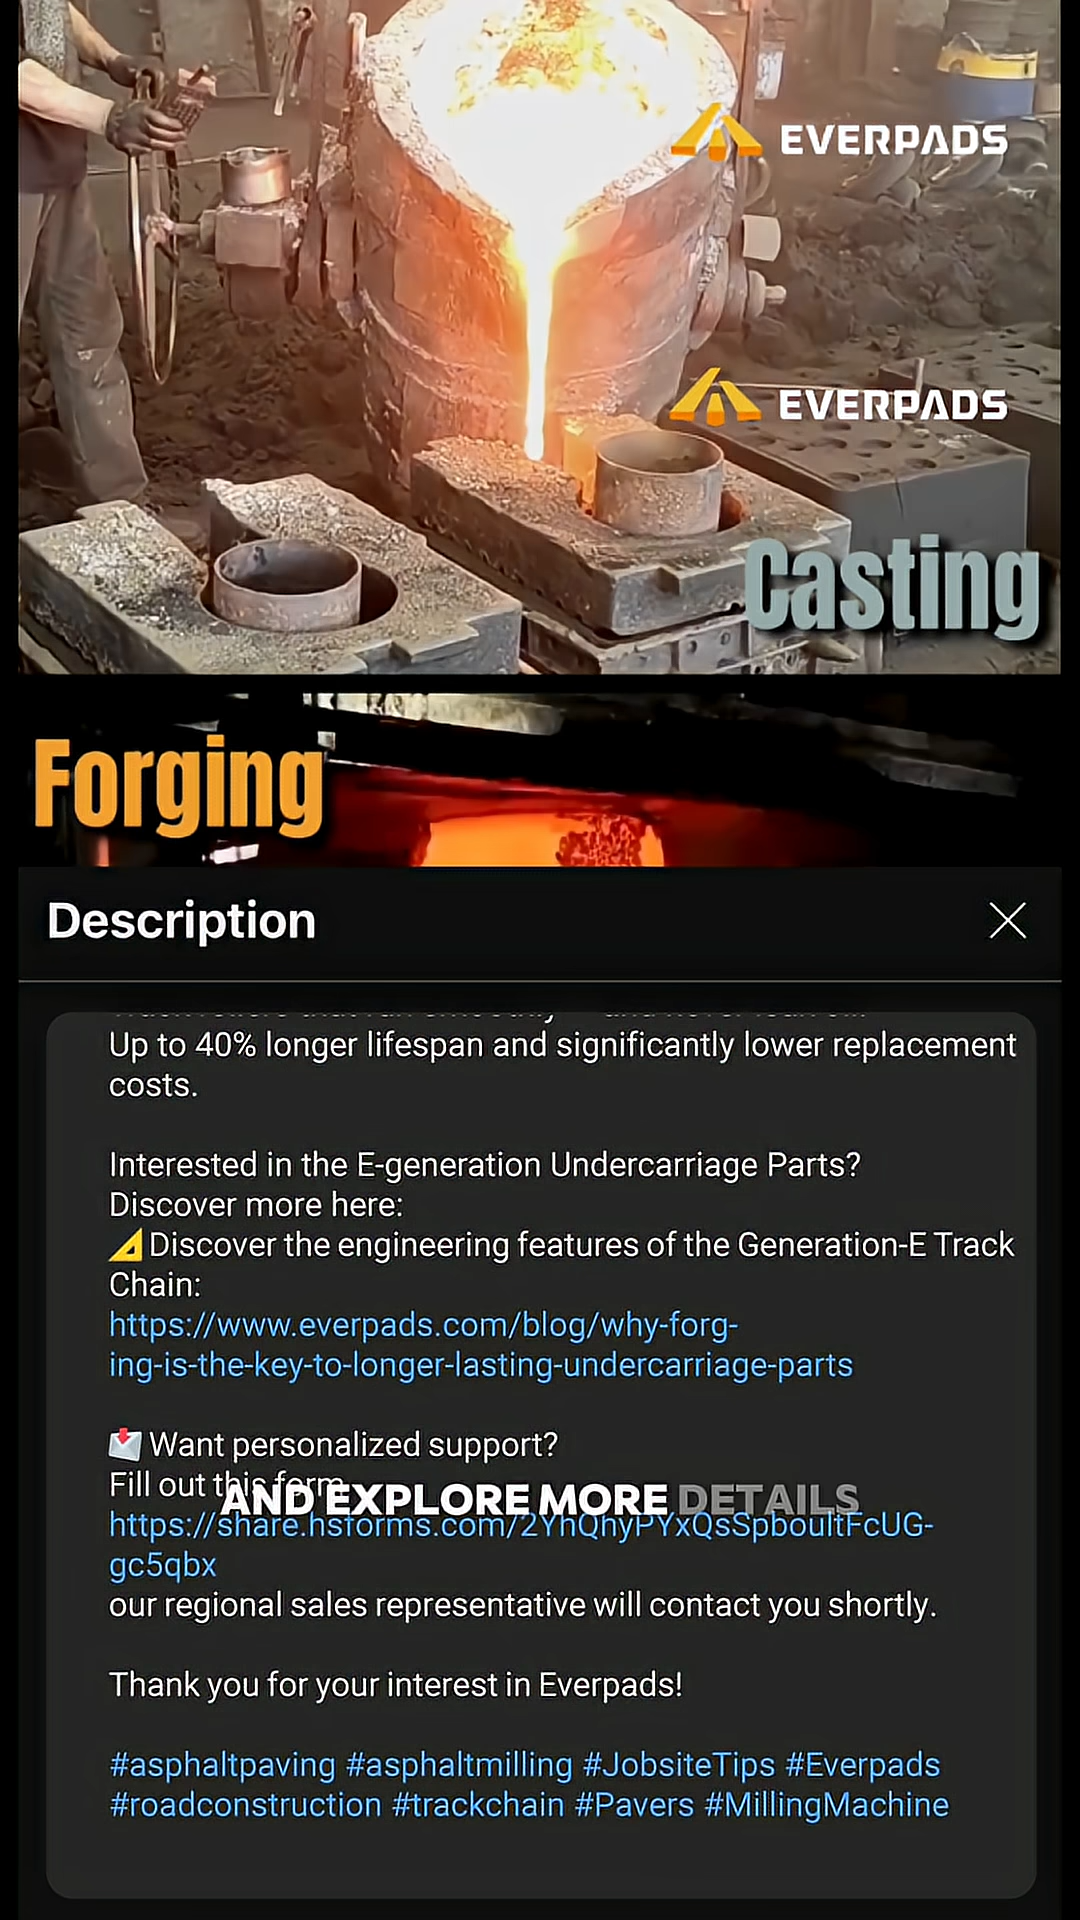 EVERPADS
EVERPADS
Casting
Forging
Description
Up to 40% longer lifespan and significantly lower replacement
costs.
Interested in the E-generation Undercarriage Parts?
Discover more here:
📐Discover the engineering features of the Generation-E Track
Chain:
https://www.everpads.com/blog/why-forg-
ing-is-the-key-to-longer-lasting-undercarriage-parts
📩 Want personalized support?
Fill out this form
AND EXPLORE MORE DETAILS
https://share.hsforms.com/2YhQhyPYxQsSpboultFcUG-
gc5qbx
our regional sales representative will contact you shortly.
Thank you for your interest in Everpads!
#asphaltpaving #asphaltmilling #JobsiteTips #Everpads
#roadconstruction #trackchain #Pavers #MillingMachine